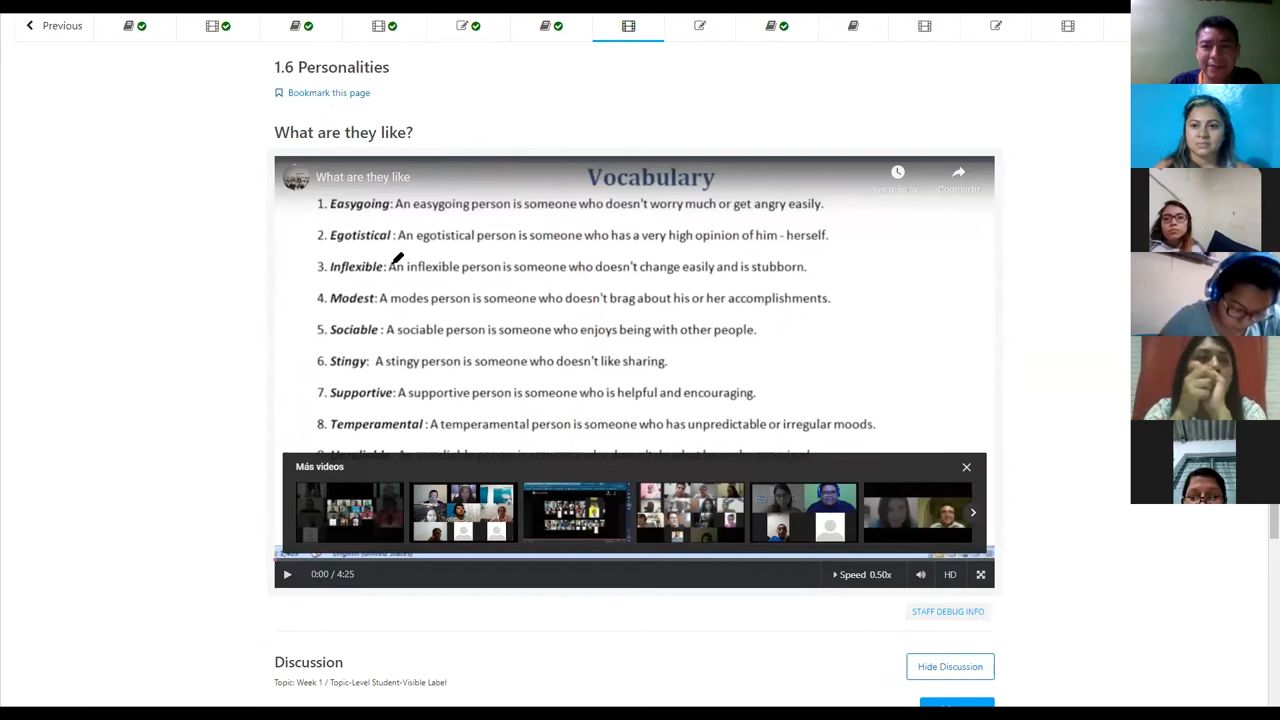 Previous
1.6 Personalities
Bookmark this page
What are they like?
What are they like
Vocabulary
Ver más ta
Compartir
1. Easygoing: An easygoing person is someone who doesn't worry much or get angry easily.
2. Egotistical : An egotistical person is someone who has a very high opinion of him - herself.
3. Inflexible: An inflexible person is someone who doesn't change easily and is stubborn.
4. Modest: A modes person is someone who doesn't brag about his or her accomplishments.
5. Sociable : A sociable person is someone who enjoys being with other people.
6. Stingy: A stingy person is someone who doesn't like sharing.
7. Supportive: A supportive person is someone who is helpful and encouraging.
8. Temperamental : A temperamental person is someone who has unpredictable or irregular moods.
Más videos
English (United States)
0:00 / 4:25
Speed 0.50x
HD
STAFF DEBUG INFO
Discussion
Hide Discussion
Topic: Week 1 / Topic-Level Student-Visible Label